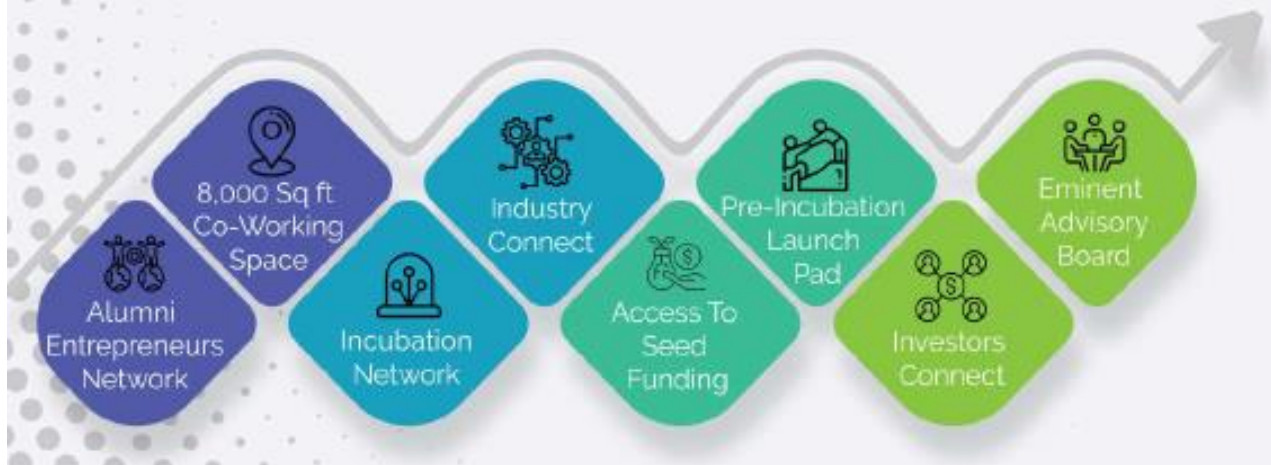 Alumni
Entrepreneurs
Network
8,000 Sq ft
Co-Working
Space
Incubation
Network
Industry
Connect
Access To
Seed
Funding
Pre-Incubation
Launch
Pad
Investors
Connect
Eminent
Advisory
Board